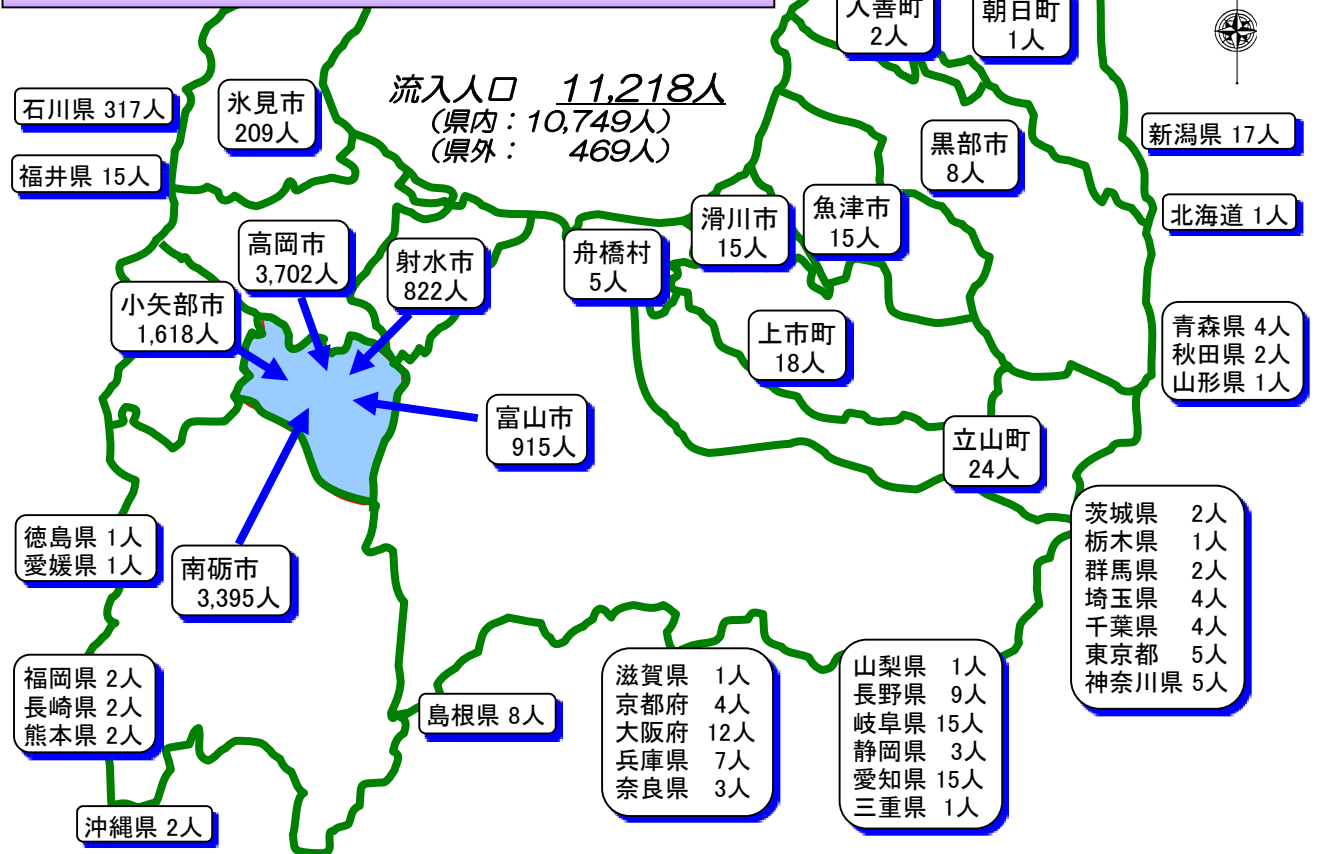 入善町
2人
朝日町
1人
流入人口 11,218人
(県内：10,749人)
(県外： 469人)
石川県 317人
氷見市
209人
福井県 15人
黒部市
8人
新潟県 17人
北海道 1人
高岡市
3,702人
射水市
822人
舟橋村
5人
滑川市
15人
魚津市
15人
小矢部市
1,618人
上市町
18人
青森県 4人
秋田県 2人
山形県 1人
富山市
915人
立山町
24人
徳島県 1人
愛媛県 1人
南砺市
3,395人
茨城県 2人
栃木県 1人
群馬県 2人
埼玉県 4人
千葉県 4人
東京都 5人
神奈川県 5人
福岡県 2人
長崎県 2人
熊本県 2人
島根県 8人
滋賀県 1人
京都府 4人
大阪府 12人
兵庫県 7人
奈良県 3人
山梨県 1人
長野県 9人
岐阜県 15人
静岡県 3人
愛知県 15人
三重県 1人
沖縄県 2人